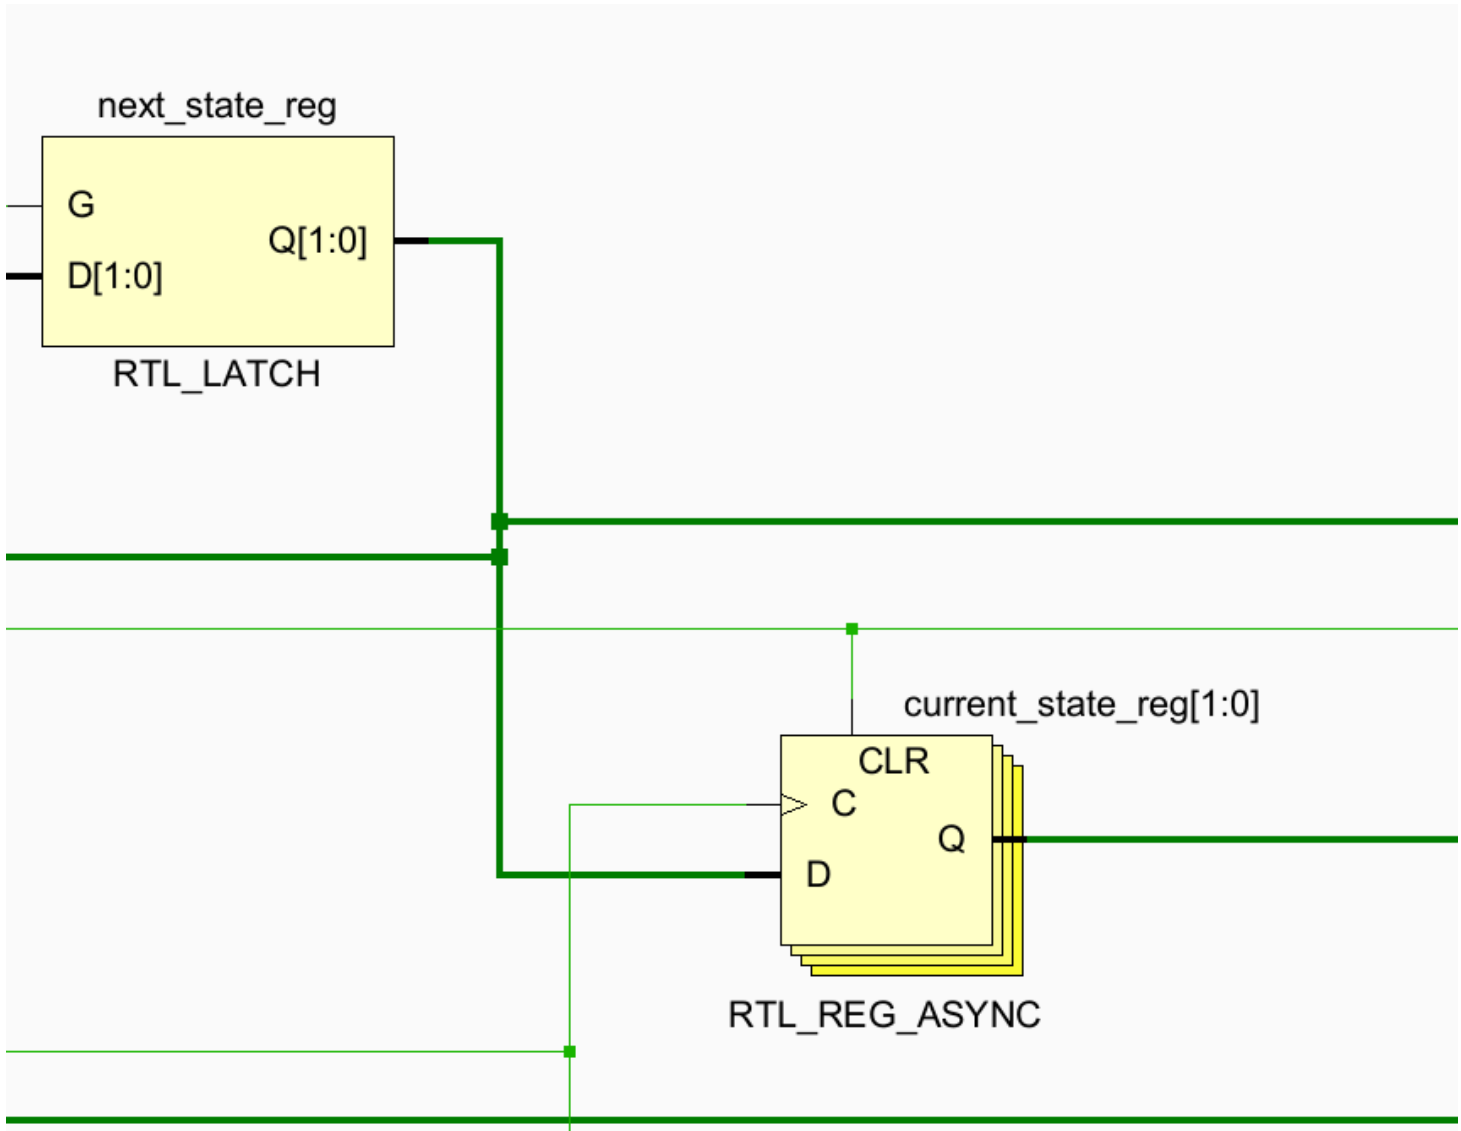 next_state_reg
G
Q[1:0]
D[1:0]
RTL_LATCH
current_state_reg[1:0]
CLR
C
Q
D
RTL_REG_ASYNC